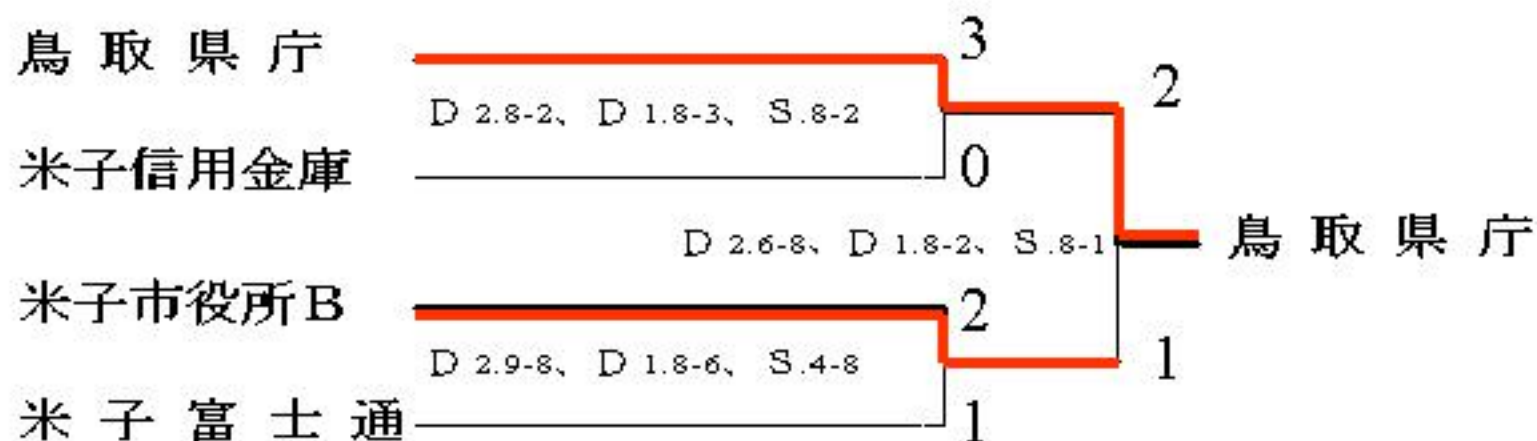 鳥取県庁 3
2
D 2.8-2、D 1.8-3、S.8-2
米子信用金庫 0
D 2.6-8、D 1.8-2、S.8-1 鳥取県庁
米子市役所B 2
D 2.9-8、D 1.8-6、S.4-8 1
米子富士通 1